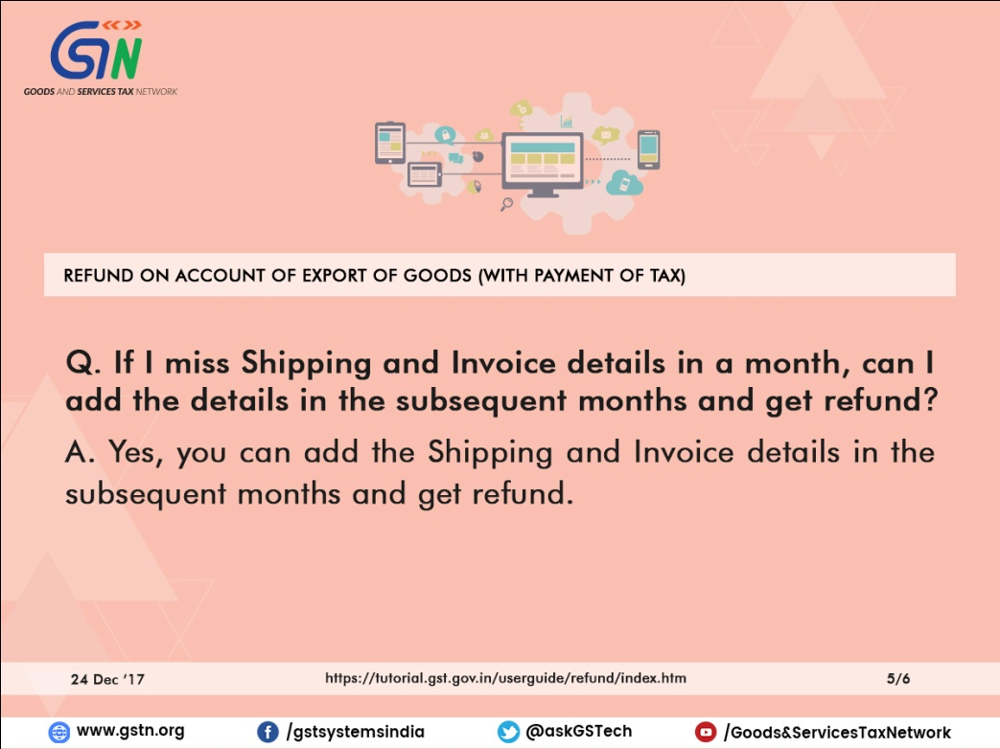 GSTN
GOODS AND SERVICES TAX NETWORK
REFUND ON ACCOUNT OF EXPORT OF GOODS (WITH PAYMENT OF TAX)
Q. If I miss Shipping and Invoice details in a month, can I
add the details in the subsequent months and get refund?
A. Yes, you can add the Shipping and Invoice details in the
subsequent months and get refund.
24 Dec '17 https://tutorial.gst.gov.in/userguide/refund/index.htm 5/6
www.gstn.org /gstsystemsindia @askGSTech /Goods&ServicesTaxNetwork